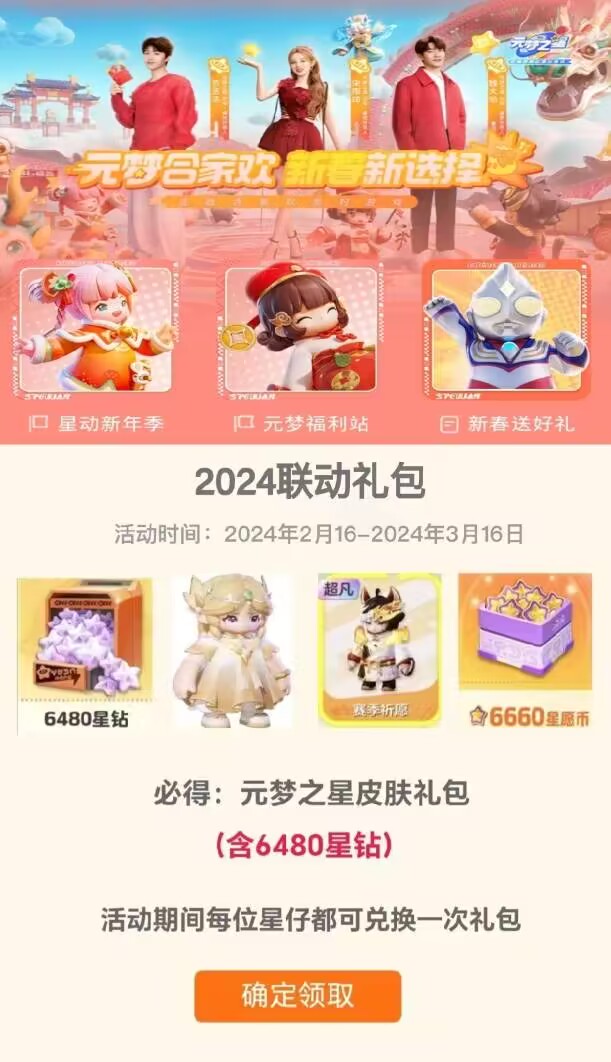 元梦之星
元梦合家欢 新春新选择
星动新年季
元梦福利站
新春送好礼
2024联动礼包
活动时间：2024年2月16-2024年3月16日
超凡
6480星钻
赛季祈愿
6660星愿币
必得：元梦之星皮肤礼包
(含6480星钻)
活动期间每位星仔都可兑换一次礼包
确定领取